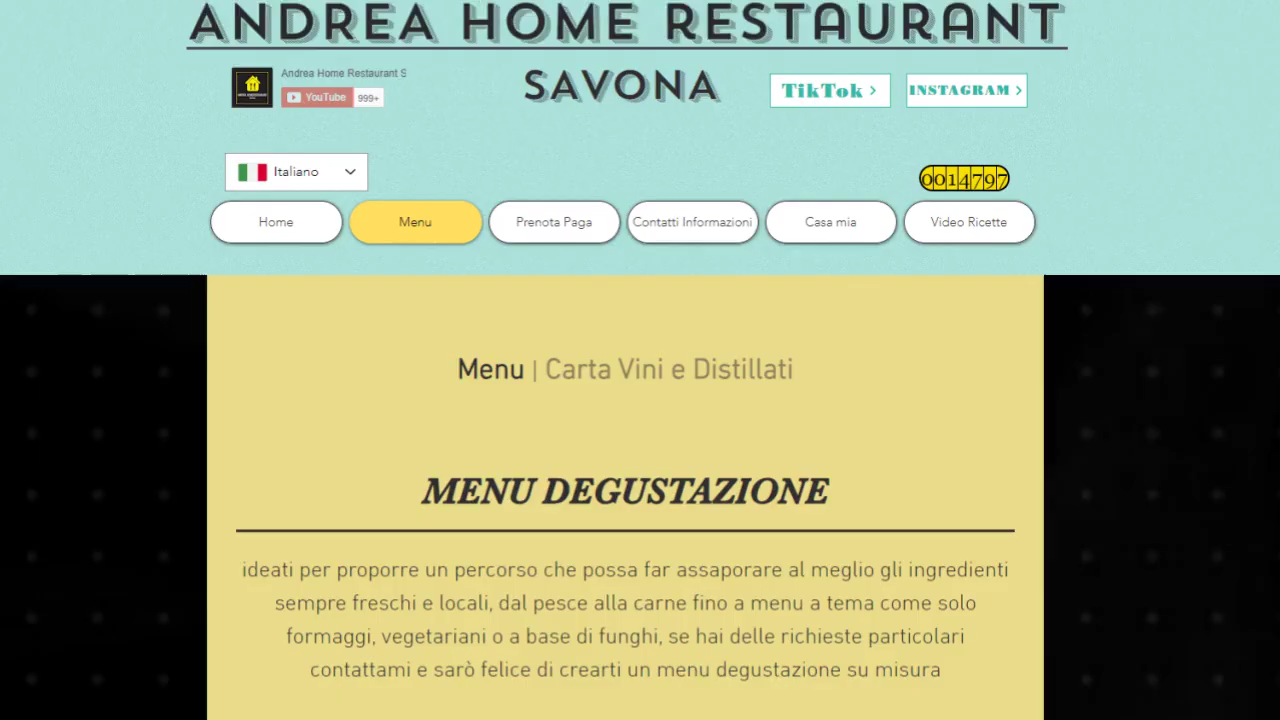 ANDREA HOME RESTAURANT
SAVONA
Andrea Home Restaurant S
YouTube 999+
TikTok
INSTAGRAM
Italiano
0014797
Home
Menu
Prenota Paga
Contatti Informazioni
Casa mia
Video Ricette
Menu | Carta Vini e Distillati
MENU DEGUSTAZIONE
ideati per proporre un percorso che possa far assaporare al meglio gli ingredienti
sempre freschi e locali, dal pesce alla carne fino a menu a tema come solo
formaggi, vegetariani o a base di funghi, se hai delle richieste particolari
contattami e sarò felice di crearti un menu degustazione su misura